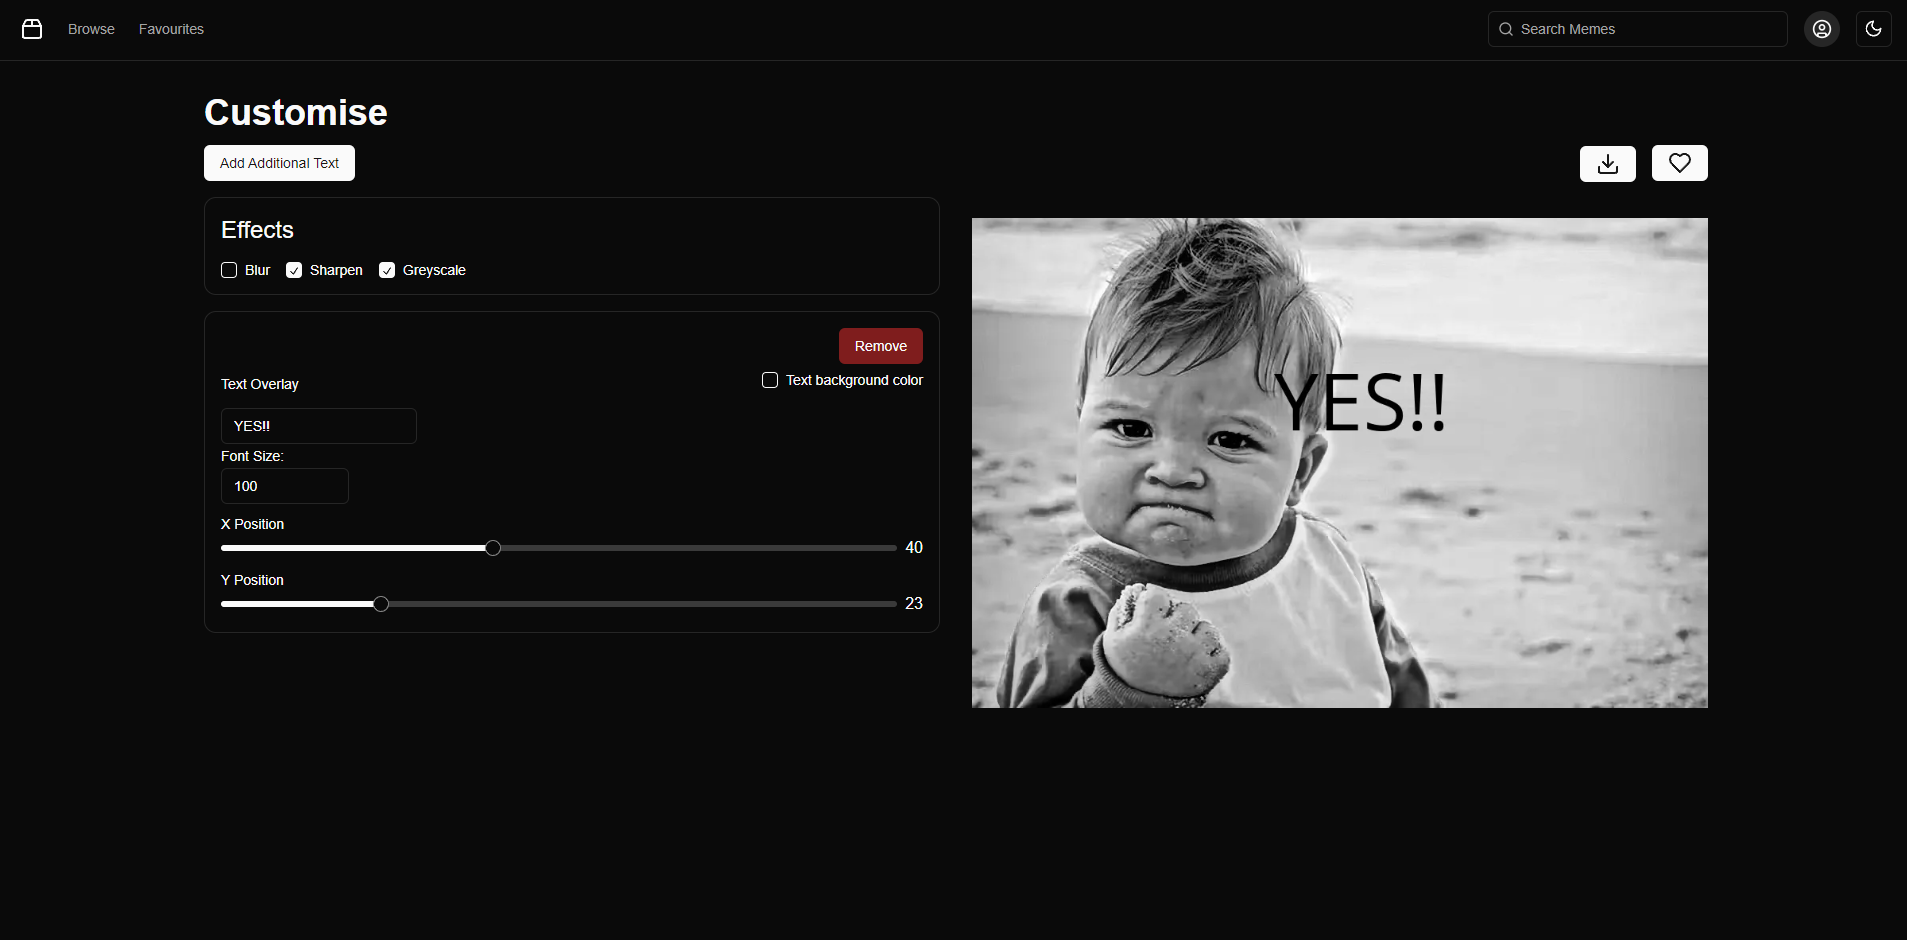 Browse Favourites Search Memes
Customise
Add Additional Text
Effects
Blur Sharpen Greyscale
Remove
Text Overlay
Text background color
YES!!
Font Size:
100
X Position
40
Y Position
23
YES!!